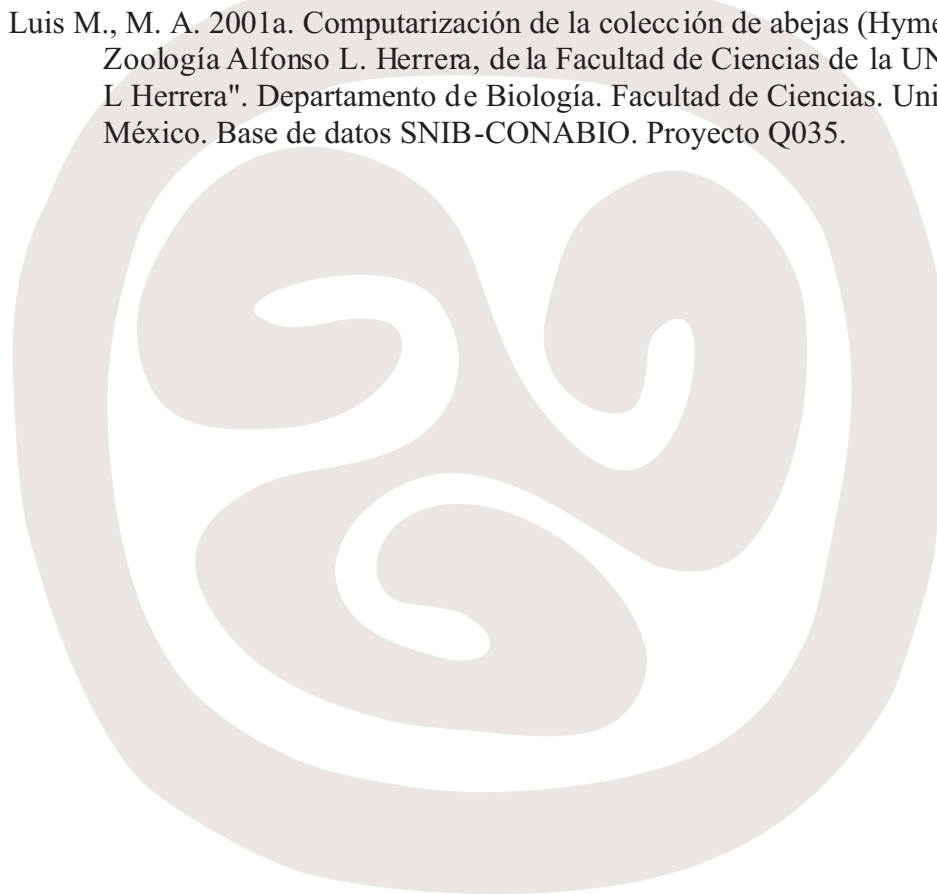 Luis M., M. A. 2001a. Computarización de la colección de abejas (Hyme
Zoología Alfonso L. Herrera, de la Facultad de Ciencias de la UN
L Herrera". Departamento de Biología. Facultad de Ciencias. Uni
México. Base de datos SNIB-CONABIO. Proyecto Q035.